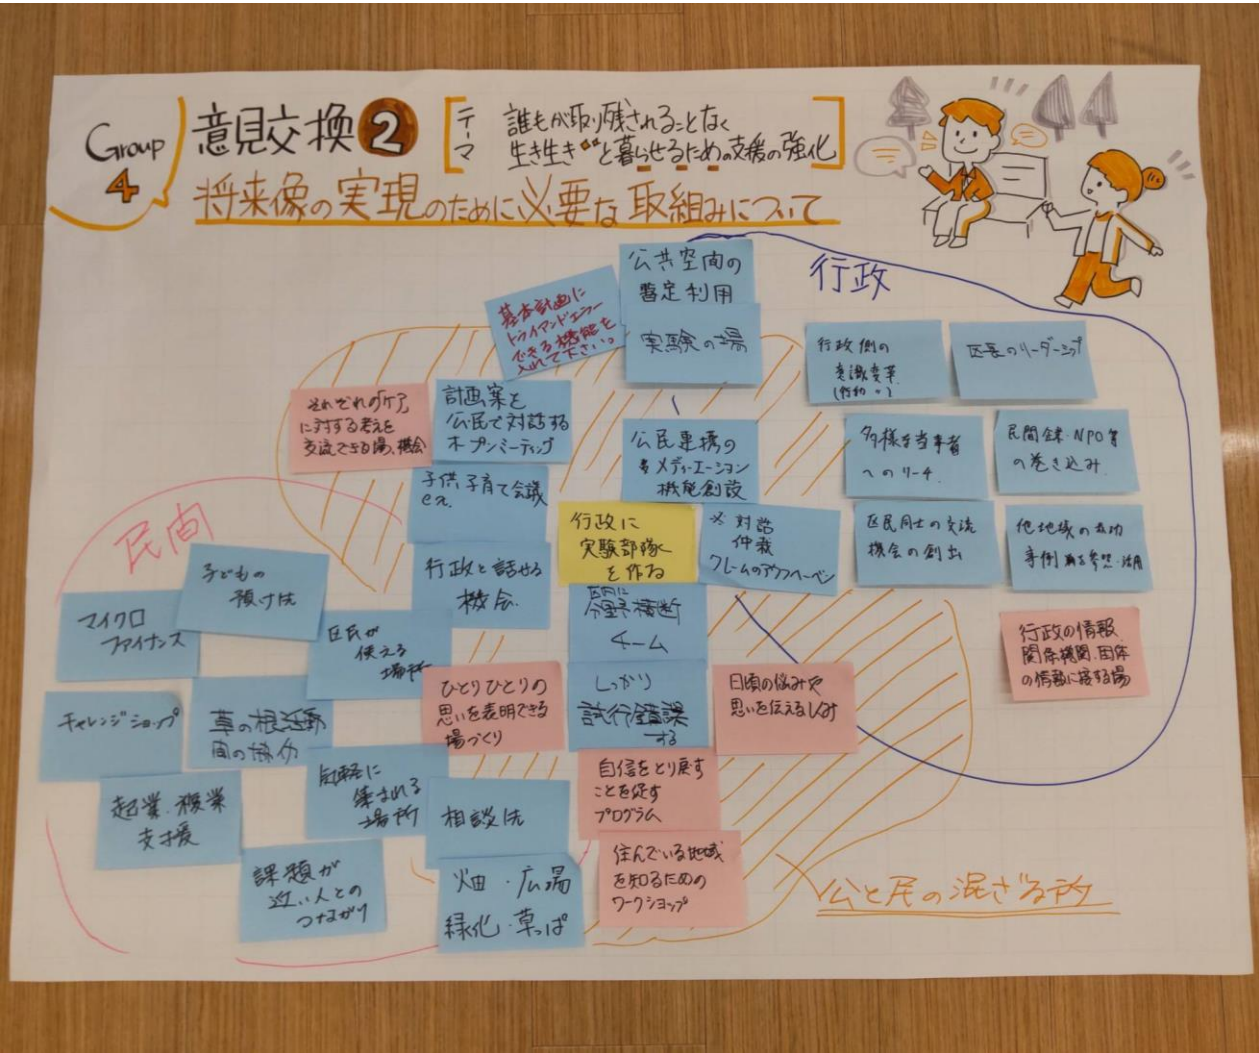 Group
4
意見交換 2
テーマ
誰もが取り残されることなく
生き生きと暮らせるための支援の強化
将来像の実現のために必要な取組みについて
公共空間の
暫定利用
行政
基本計画に
トライアンドエラー
できる機能を
入れて下さいっ
実験の場
行政側の
意識変革
区長のリーダーシップ
それぞれの「ケア」
に対する考えを
交流できる場、機会
計画案を
公民で対話する
オープンミーティング
公民連携の
メディエーション
機能創設
多様な当事者
へのリーチ
民間企業・NPO等
の巻き込み
子供子育て会議
ex.
行政に
実験部隊
を作る
※対話
仲裁
クレームのアウフヘーベン
区民同士の交流
機会の創出
他地域の成功
事例 参照・活用
民間
子どもの
預け先
行政と話せる
機会
分野横断
チーム
マイクロ
ファイナンス
区民が
使える
場所
行政の情報
関係機関、団体
の情報に接する場
ひとりひとりの
思いを表明できる
場づくり
しっかり
試行錯誤
する
日頃の悩みや
思いを伝えるしくみ
チャレンジショップ
草の根活動
間の協力
自信をとり戻す
ことを促す
プログラム
気軽に
集まれる
場所
起業・複業
支援
相談先
住んでいる地域
を知るための
ワークショップ
課題が
近い人との
つながり
畑・広場
緑化・草っぱ
公と民の混ざる所